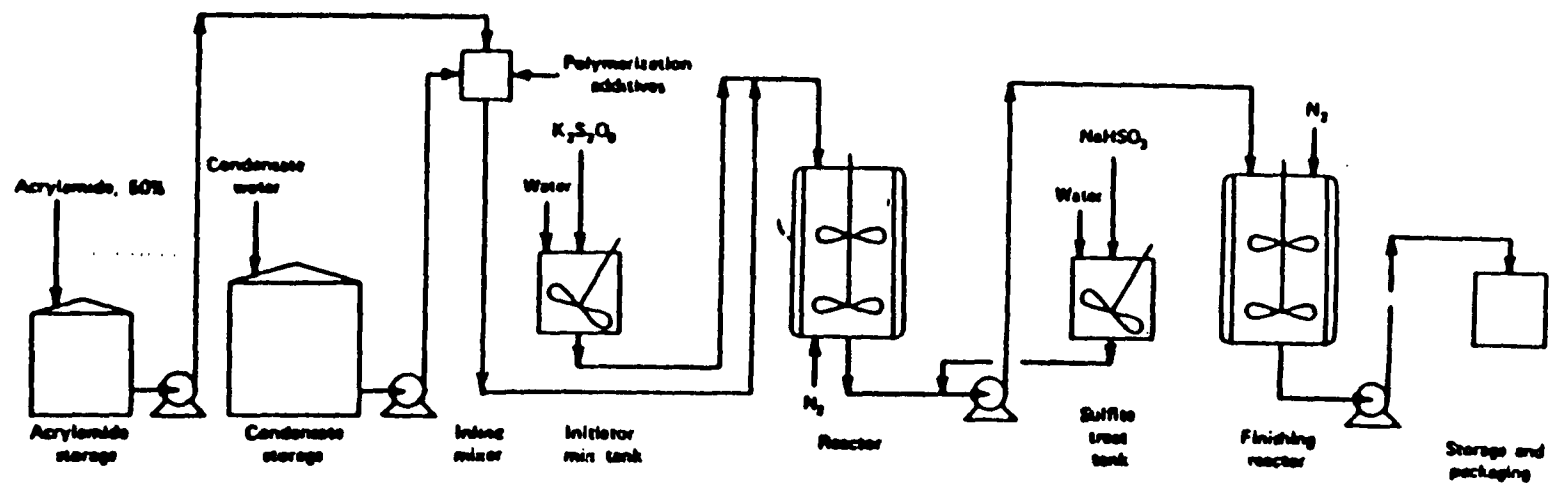 Polymerization
additives
K₂S₂O₈
N₂
NaHSO₃
Condensate
water
Acrylamide, 50%
Water
Water
N₂
Acrylamide
storage
Condensate
storage
Inline
mixer
Initiator
mix tank
Reactor
Sulfite
treat
tank
Finishing
reactor
Storage and
packaging